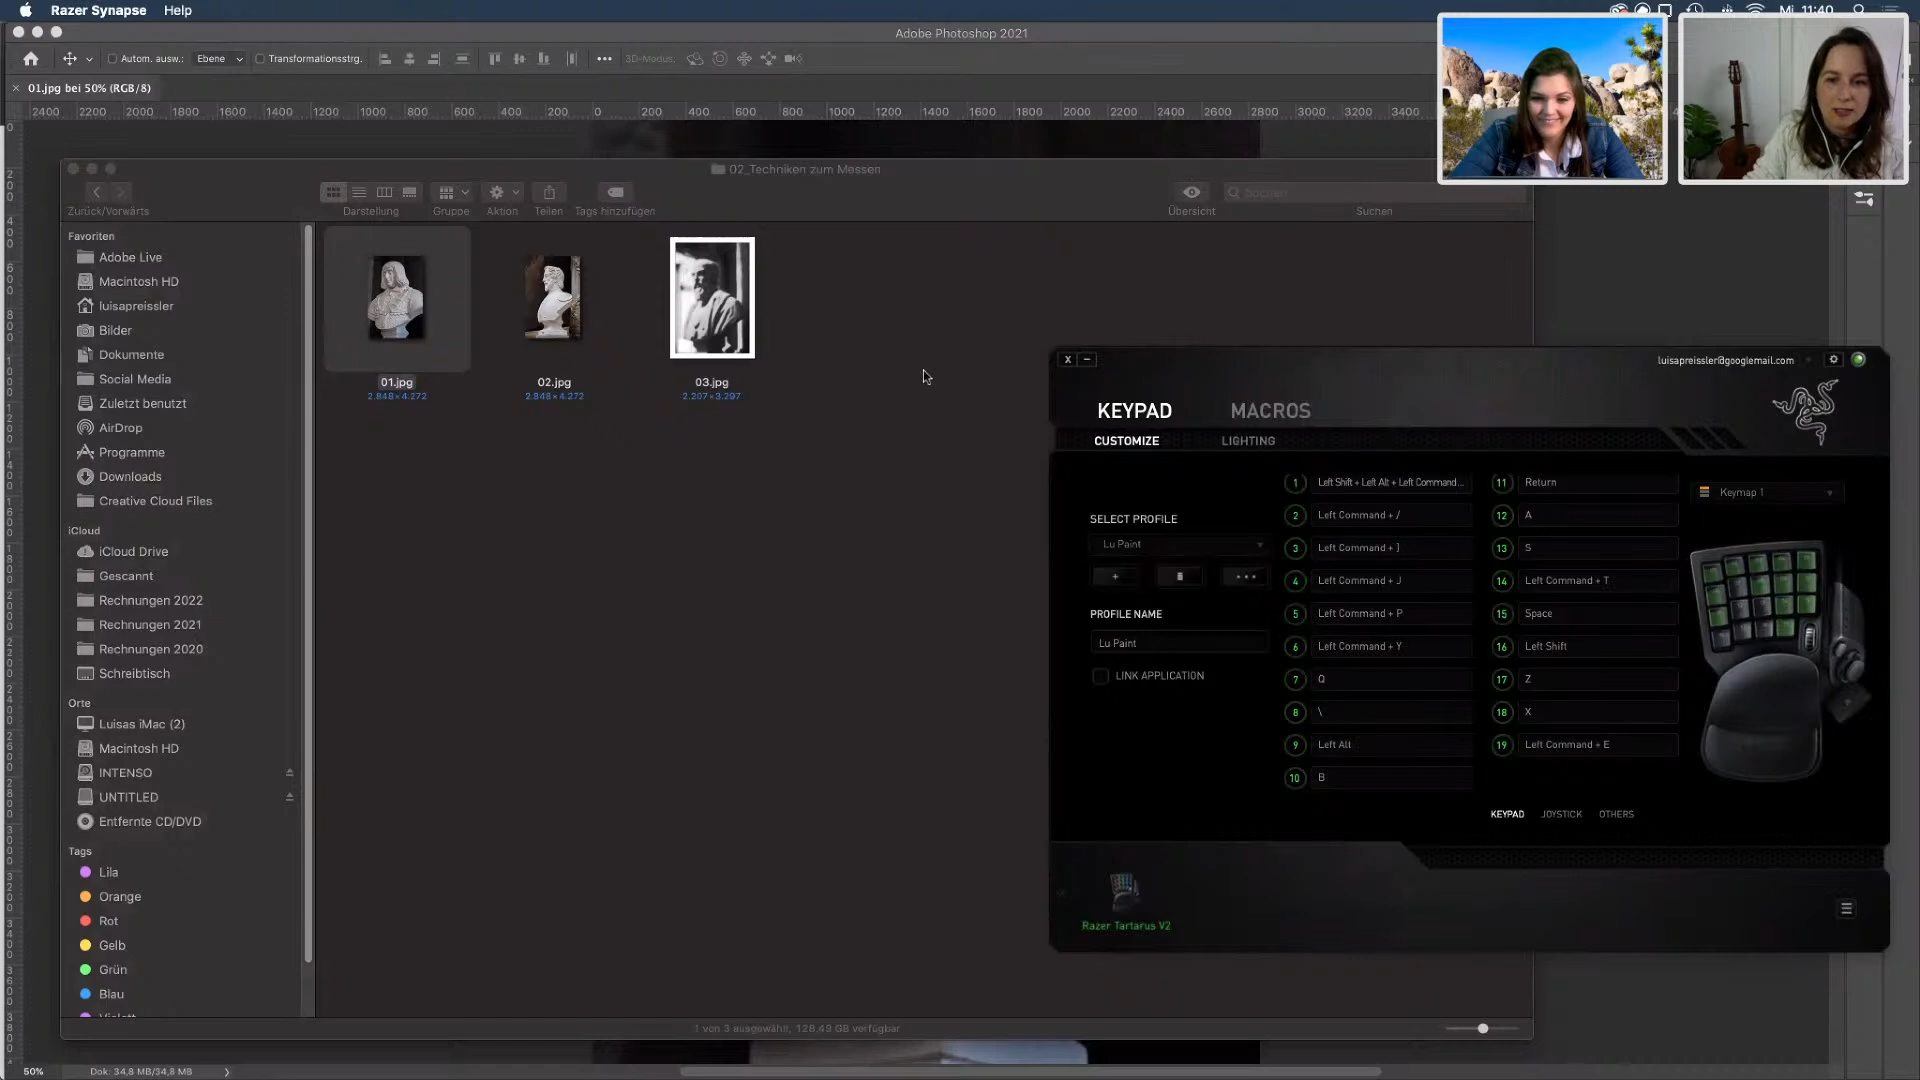 Razer Synapse Help
Mi. 11:40
Adobe Photoshop 2021
Autom. ausw.: Ebene Transformationsstrg. 3D-Modus:
01.jpg bei 50% (RGB/8)
2400 2200 2000 1800 1600 1400 1200 1000 800 600 400 200 0 200 400 600 800 1000 1200 1400 1600 1800 2000 2200 2400 2600 2800 3000 3200 3400
02_Techniken zum Messen
Suchen
Zurück/Vorwärts Darstellung Gruppe Aktion Teilen Tags hinzufügen Übersicht Suchen
Favoriten
Adobe Live
Macintosh HD
luisapreissler
Bilder
Dokumente
Social Media
Zuletzt benutzt
AirDrop
Programme
Downloads
Creative Cloud Files
iCloud
iCloud Drive
Gescannt
Rechnungen 2022
Rechnungen 2021
Rechnungen 2020
Schreibtisch
Orte
Luisas iMac (2)
Macintosh HD
INTENSO
UNTITLED
Entfernte CD/DVD
Tags
Lila
Orange
Rot
Gelb
Grün
Blau
Violett
01.jpg
2.848×4.272
02.jpg
2.848×4.272
03.jpg
2.207×3.297
1 von 3 ausgewählt, 128,49 GB verfügbar
X –
luisapreissler@googlemail.com
KEYPAD MACROS
CUSTOMIZE LIGHTING
SELECT PROFILE
Lu Paint
+
PROFILE NAME
Lu Paint
LINK APPLICATION
1 Left Shift + Left Alt + Left Command...
2 Left Command + /
3 Left Command + ]
4 Left Command + J
5 Left Command + P
6 Left Command + Y
7 Q
8 \
9 Left Alt
10 B
11 Return
12 A
13 S
14 Left Command + T
15 Space
16 Left Shift
17 Z
18 X
19 Left Command + E
Keymap 1
KEYPAD JOYSTICK OTHERS
Razer Tartarus V2
50% Dok: 34,8 MB/34,8 MB